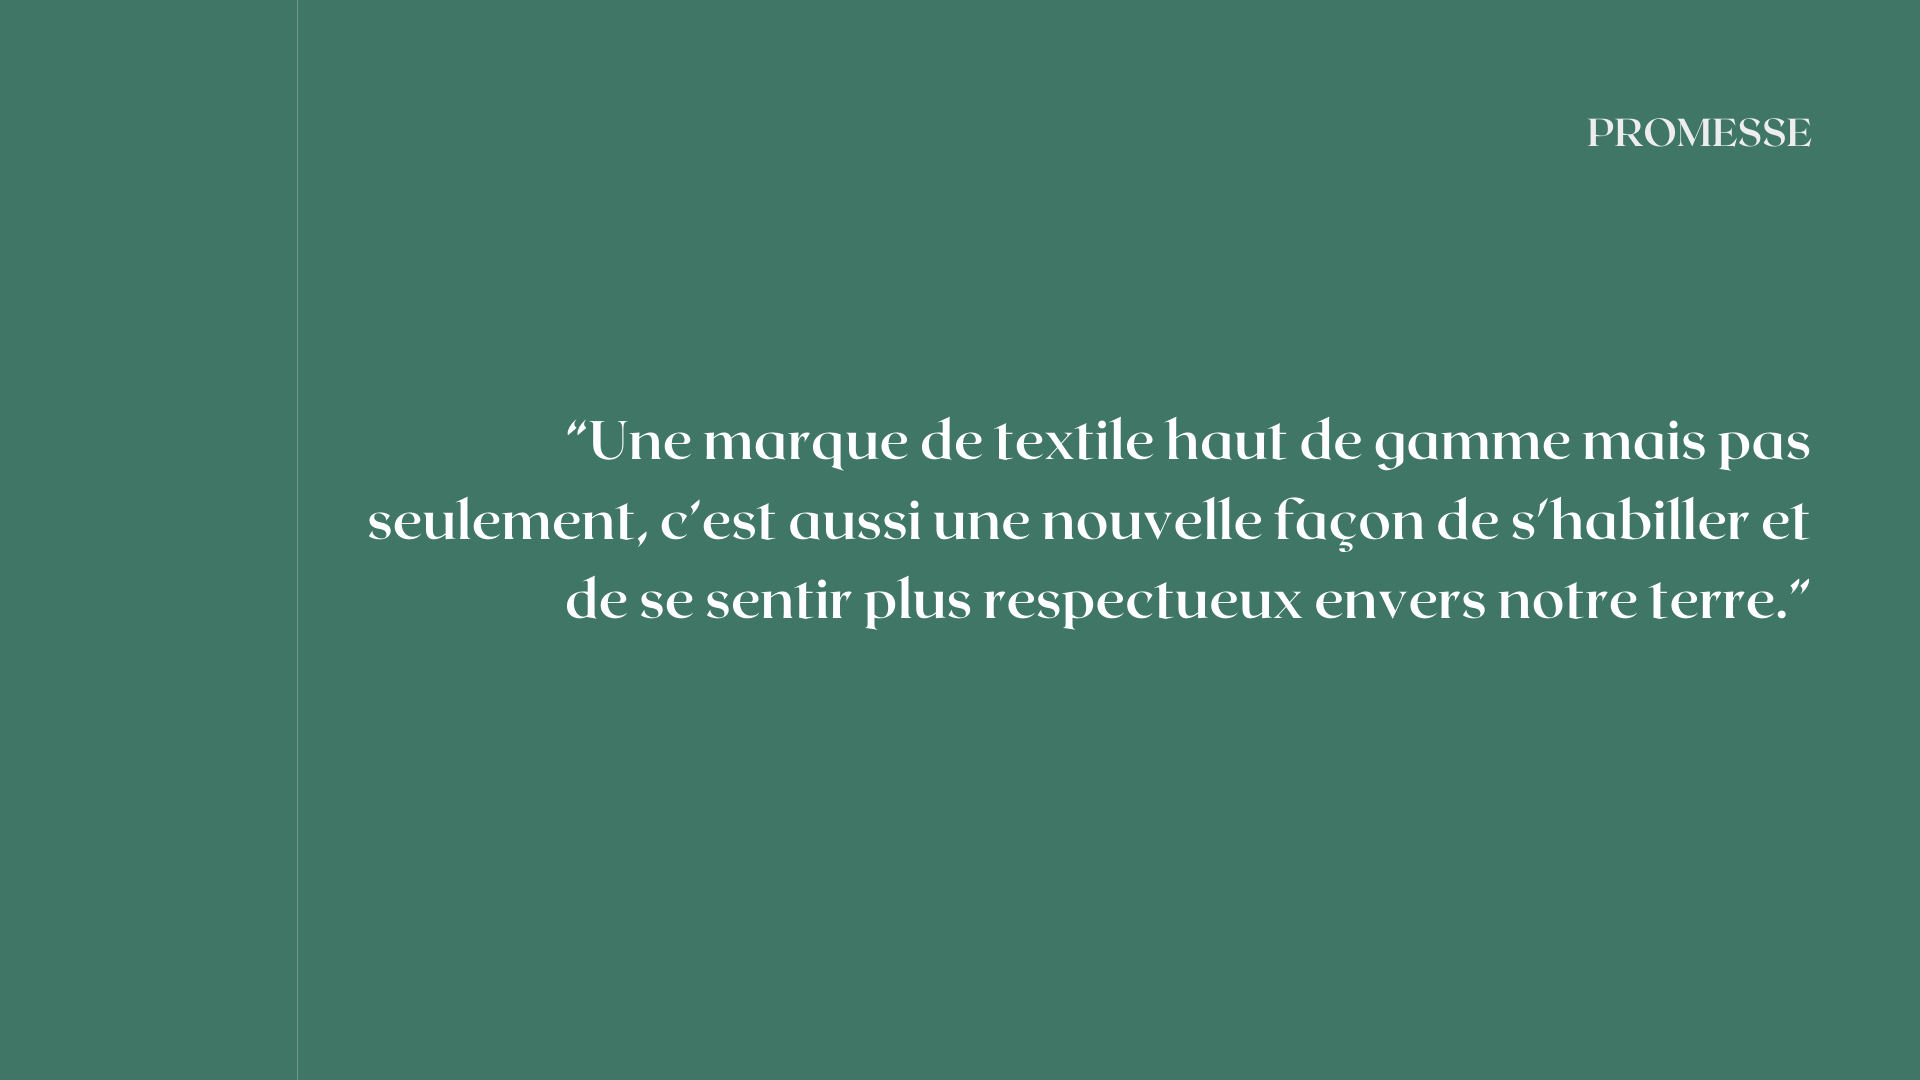 PROMESSE
“Une marque de textile haut de gamme mais pas
seulement, c’est aussi une nouvelle façon de s’habiller et
de se sentir plus respectueux envers notre terre.”